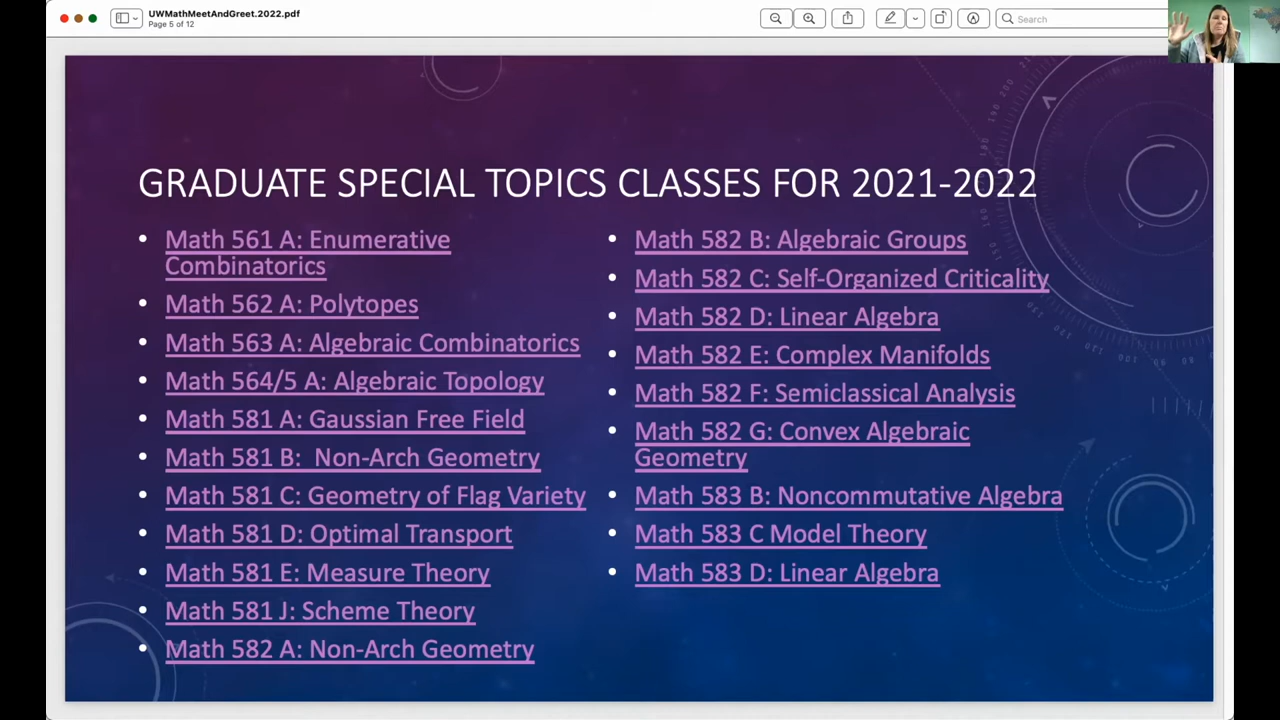 UWMathMeetAndGreet.2022.pdf
Page 5 of 12
Search
GRADUATE SPECIAL TOPICS CLASSES FOR 2021-2022
• Math 561 A: Enumerative
Combinatorics
• Math 562 A: Polytopes
• Math 563 A: Algebraic Combinatorics
• Math 564/5 A: Algebraic Topology
• Math 581 A: Gaussian Free Field
• Math 581 B:  Non-Arch Geometry
• Math 581 C: Geometry of Flag Variety
• Math 581 D: Optimal Transport
• Math 581 E: Measure Theory
• Math 581 J: Scheme Theory
• Math 582 A: Non-Arch Geometry
• Math 582 B: Algebraic Groups
• Math 582 C: Self-Organized Criticality
• Math 582 D: Linear Algebra
• Math 582 E: Complex Manifolds
• Math 582 F: Semiclassical Analysis
• Math 582 G: Convex Algebraic
Geometry
• Math 583 B: Noncommutative Algebra
• Math 583 C Model Theory
• Math 583 D: Linear Algebra